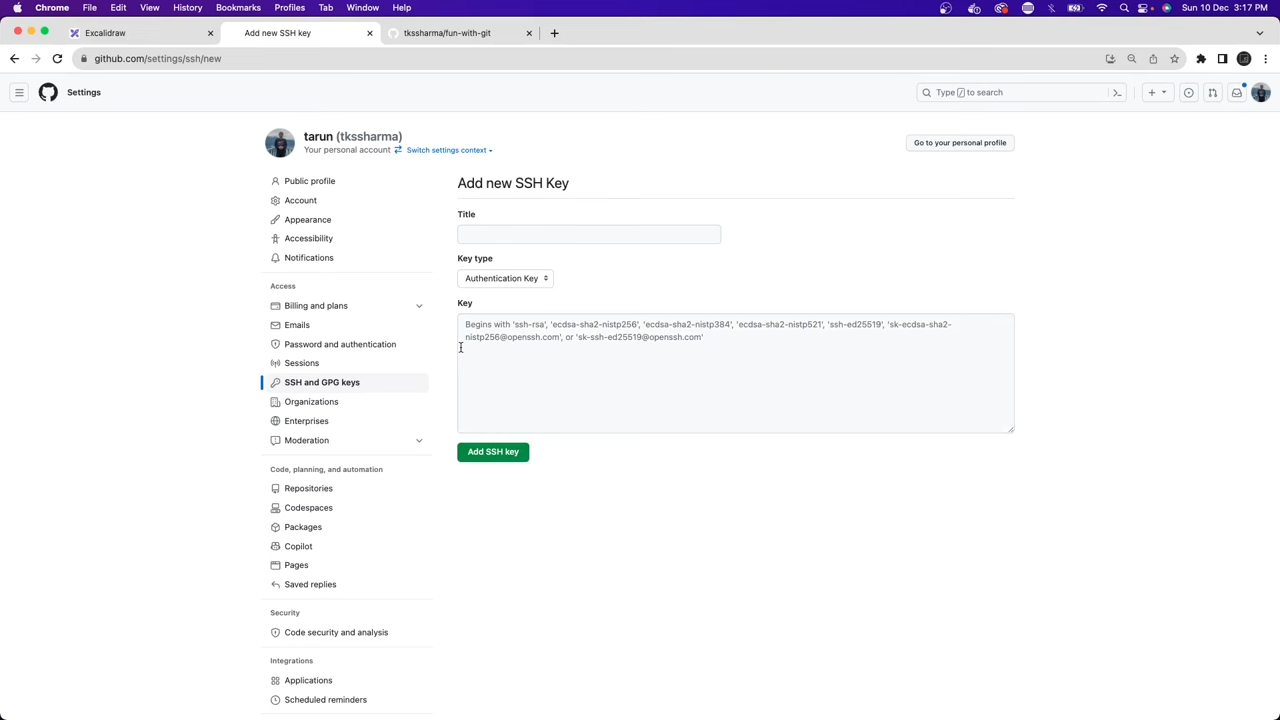 Chrome File Edit View History Bookmarks Profiles Tab Window Help
Excalidraw
Add new SSH key
tkssharma/fun-with-git
github.com/settings/ssh/new
Settings
Type / to search
tarun (tkssharma)
Your personal account Switch settings context
Go to your personal profile
Public profile
Account
Appearance
Accessibility
Notifications
Access
Billing and plans
Emails
Password and authentication
Sessions
SSH and GPG keys
Organizations
Enterprises
Moderation
Code, planning, and automation
Repositories
Codespaces
Packages
Copilot
Pages
Saved replies
Security
Code security and analysis
Integrations
Applications
Scheduled reminders
Add new SSH Key
Title
Key type
Authentication Key
Key
Begins with 'ssh-rsa', 'ecdsa-sha2-nistp256', 'ecdsa-sha2-nistp384', 'ecdsa-sha2-nistp521', 'ssh-ed25519', 'sk-ecdsa-sha2-
nistp256@openssh.com', or 'sk-ssh-ed25519@openssh.com'
Add SSH key